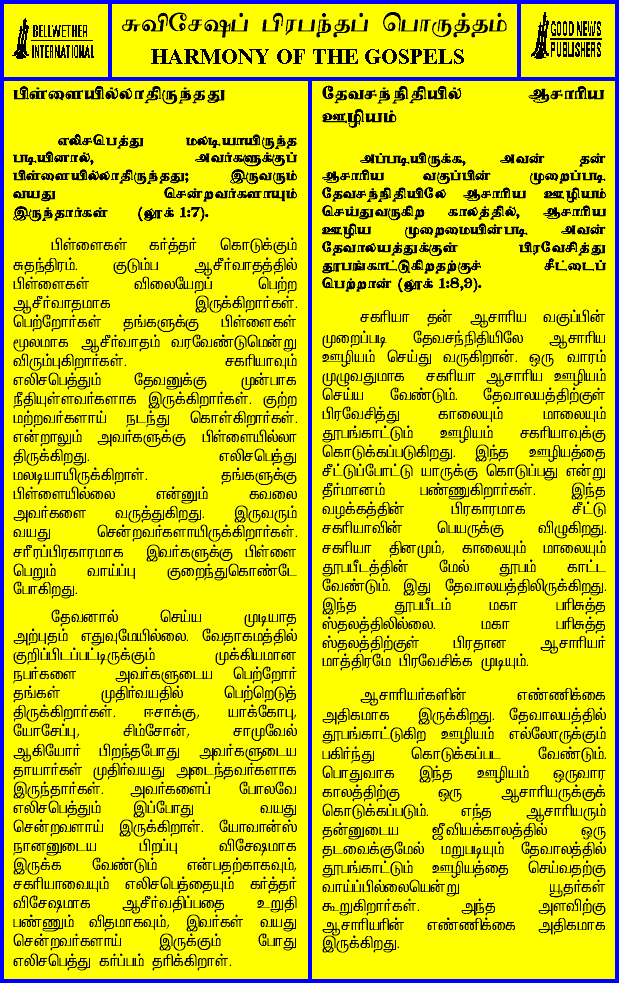 BELLWETHER
INTERNATIONAL
சுவிசேஷப் பிரபந்தப் பொருத்தம்
HARMONY OF THE GOSPELS
GOOD NEWS
PUBLISHERS
பிள்ளையில்லாதிருந்தது
எலிசபெத்து மலடியாயிருந்த
படியினால், அவர்களுக்குப்
பிள்ளையில்லாதிருந்தது; இருவரும்
வயது சென்றவர்களாயும்
இருந்தார்கள் (லூக் 1:7).
பிள்ளைகள் கர்த்தர் கொடுக்கும்
சுதந்திரம். குடும்ப ஆசீர்வாதத்தில்
பிள்ளைகள் விலையேறப் பெற்ற
ஆசீர்வாதமாக இருக்கிறார்கள்.
பெற்றோர்கள் தங்களுக்கு பிள்ளைகள்
மூலமாக ஆசீர்வாதம் வரவேண்டுமென்று
விரும்புகிறார்கள். சகரியாவும்
எலிசபெத்தும் தேவனுக்கு முன்பாக
நீதியுள்ளவர்களாக இருக்கிறார்கள். குற்ற
மற்றவர்களாய் நடந்து கொள்கிறார்கள்.
என்றாலும் அவர்களுக்கு பிள்ளையில்லா
திருக்கிறது. எலிசபெத்து
மலடியாயிருக்கிறாள். தங்களுக்கு
பிள்ளையில்லை என்னும் கவலை
அவர்களை வருத்துகிறது. இருவரும்
வயது சென்றவர்களாயிருக்கிறார்கள்.
சரீரப்பிரகாரமாக இவர்களுக்கு பிள்ளை
பெறும் வாய்ப்பு குறைந்துகொண்டே
போகிறது.
தேவனால் செய்ய முடியாத
அற்புதம் எதுவுமேயில்லை. வேதாகமத்தில்
குறிப்பிடப்பட்டிருக்கும் முக்கியமான
நபர்களை அவர்களுடைய பெற்றோர்
தங்கள் முதிர்வயதில் பெற்றெடுத்
திருக்கிறார்கள். ஈசாக்கு, யாக்கோபு,
யோசேப்பு, சிம்சோன், சாமுவேல்
ஆகியோர் பிறந்தபோது அவர்களுடைய
தாயார்கள் முதிர்வயது அடைந்தவர்களாக
இருந்தார்கள். அவர்களைப் போலவே
எலிசபெத்தும் இப்போது வயது
சென்றவளாய் இருக்கிறாள். யோவான்ஸ்
நானனுடைய பிறப்பு விசேஷமாக
இருக்க வேண்டும் என்பதற்காகவும்,
சகரியாவையும் எலிசபெத்தையும் கர்த்தர்
விசேஷமாக ஆசீர்வதிப்பதை உறுதி
பண்ணும் விதமாகவும், இவர்கள் வயது
சென்றவர்களாய் இருக்கும் போது
எலிசபெத்து கர்ப்பம் தரிக்கிறாள்.
தேவசந்நிதியில் ஆசாரிய
ஊழியம்
அப்படியிருக்க, அவன் தன்
ஆசாரிய வகுப்பின் முறைப்படி
தேவசந்நிதியிலே ஆசாரிய ஊழியம்
செய்துவருகிற காலத்தில், ஆசாரிய
ஊழிய முறைமையின்படி அவன்
தேவாலயத்துக்குள் பிரவேசித்து
தூபங்காட்டுகிறதற்குச் சீட்டைப்
பெற்றான் (லூக் 1:8,9).
சகரியா தன் ஆசாரிய வகுப்பின்
முறைப்படி தேவசந்நிதியிலே ஆசாரிய
ஊழியம் செய்து வருகிறான். ஒரு வாரம்
முழுவதுமாக சகரியா ஆசாரிய ஊழியம்
செய்ய வேண்டும். தேவாலயத்திற்குள்
பிரவேசித்து காலையும் மாலையும்
தூபங்காட்டும் ஊழியம் சகரியாவுக்கு
கொடுக்கப்படுகிறது. இந்த ஊழியத்தை
சீட்டுப்போட்டு யாருக்கு கொடுப்பது என்று
தீர்மானம் பண்ணுகிறார்கள். இந்த
வழக்கத்தின் பிரகாரமாக சீட்டு
சகரியாவின் பெயருக்கு விழுகிறது.
சகரியா தினமும், காலையும் மாலையும்
தூபபீடத்தின் மேல் தூபம் காட்ட
வேண்டும். இது தேவாலயத்திலிருக்கிறது.
இந்த தூபபீடம் மகா பரிசுத்த
ஸ்தலத்திலில்லை. மகா பரிசுத்த
ஸ்தலத்திற்குள் பிரதான ஆசாரியர்
மாத்திரமே பிரவேசிக்க முடியும்.
ஆசாரியர்களின் எண்ணிக்கை
அதிகமாக இருக்கிறது. தேவாலயத்தில்
தூபங்காட்டுகிற ஊழியம் எல்லோருக்கும்
பகிர்ந்து கொடுக்கப்பட வேண்டும்.
பொதுவாக இந்த ஊழியம் ஒருவார
காலத்திற்கு ஒரு ஆசாரியருக்குக்
கொடுக்கப்படும். எந்த ஆசாரியரும்
தன்னுடைய ஜீவியக்காலத்தில் ஒரு
தடவைக்குமேல் மறுபடியும் தேவாலத்தில்
தூபங்காட்டும் ஊழியத்தை செய்வதற்கு
வாய்ப்பில்லையென்று யூதர்கள்
கூறுகிறார்கள். அந்த அளவிற்கு
ஆசாரியரின் எண்ணிக்கை அதிகமாக
இருக்கிறது.